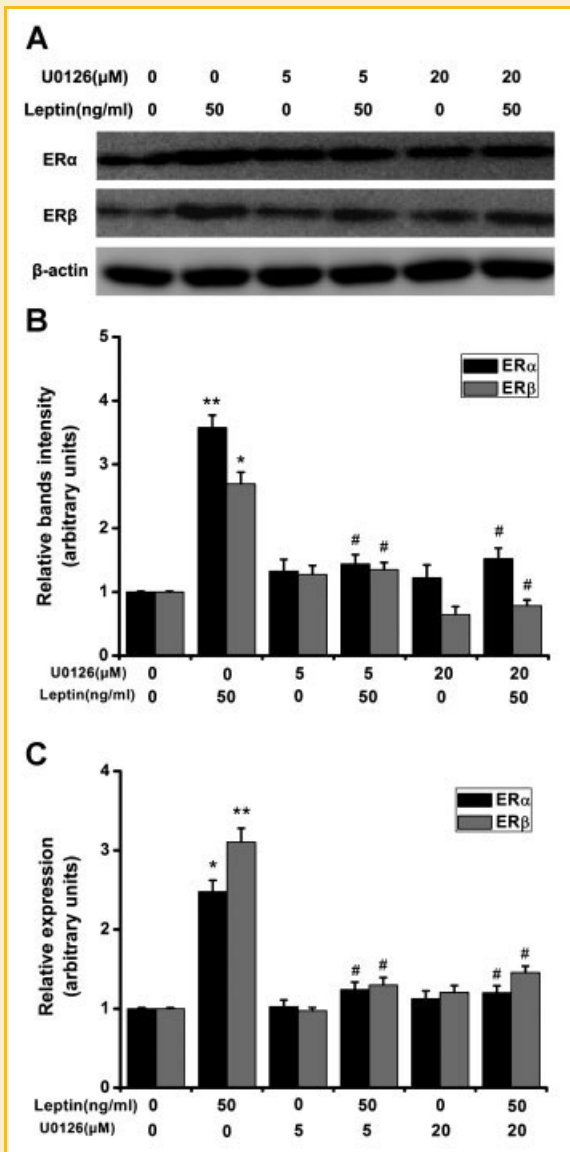 A
U0126(μM) 0 0 5 5 20 20
Leptin(ng/ml) 0 50 0 50 0 50
ERα
ERβ
β-actin
B
5
4
3
2
1
0
Relative bands intensity
(arbitrary units)
ERα
ERβ
** * # # # #
U0126(μM) 0 0 5 5 20 20
Leptin(ng/ml) 0 50 0 50 0 50
C
4
3
2
1
0
Relative expression
(arbitrary units)
ERα
ERβ
* ** # # # #
Leptin(ng/ml) 0 50 0 50 0 50
U0126(μM) 0 0 5 5 20 20